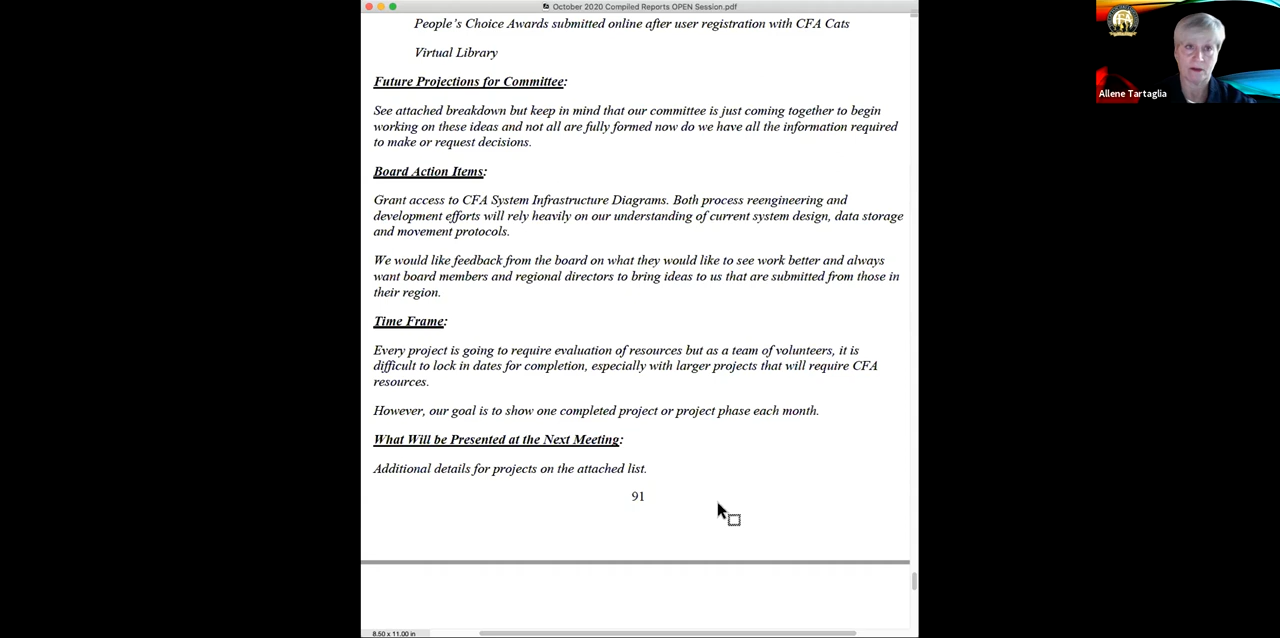 October 2020 Compiled Reports OPEN Session.pdf
People's Choice Awards submitted online after user registration with CFA Cats
Virtual Library
Future Projections for Committee:
See attached breakdown but keep in mind that our committee is just coming together to begin
working on these ideas and not all are fully formed now do we have all the information required
to make or request decisions.
Board Action Items:
Grant access to CFA System Infrastructure Diagrams. Both process reengineering and
development efforts will rely heavily on our understanding of current system design, data storage
and movement protocols.
We would like feedback from the board on what they would like to see work better and always
want board members and regional directors to bring ideas to us that are submitted from those in
their region.
Time Frame:
Every project is going to require evaluation of resources but as a team of volunteers, it is
difficult to lock in dates for completion, especially with larger projects that will require CFA
resources.
However, our goal is to show one completed project or project phase each month.
What Will be Presented at the Next Meeting:
Additional details for projects on the attached list.
91
8.50 x 11.00 in
Allene Tartaglia